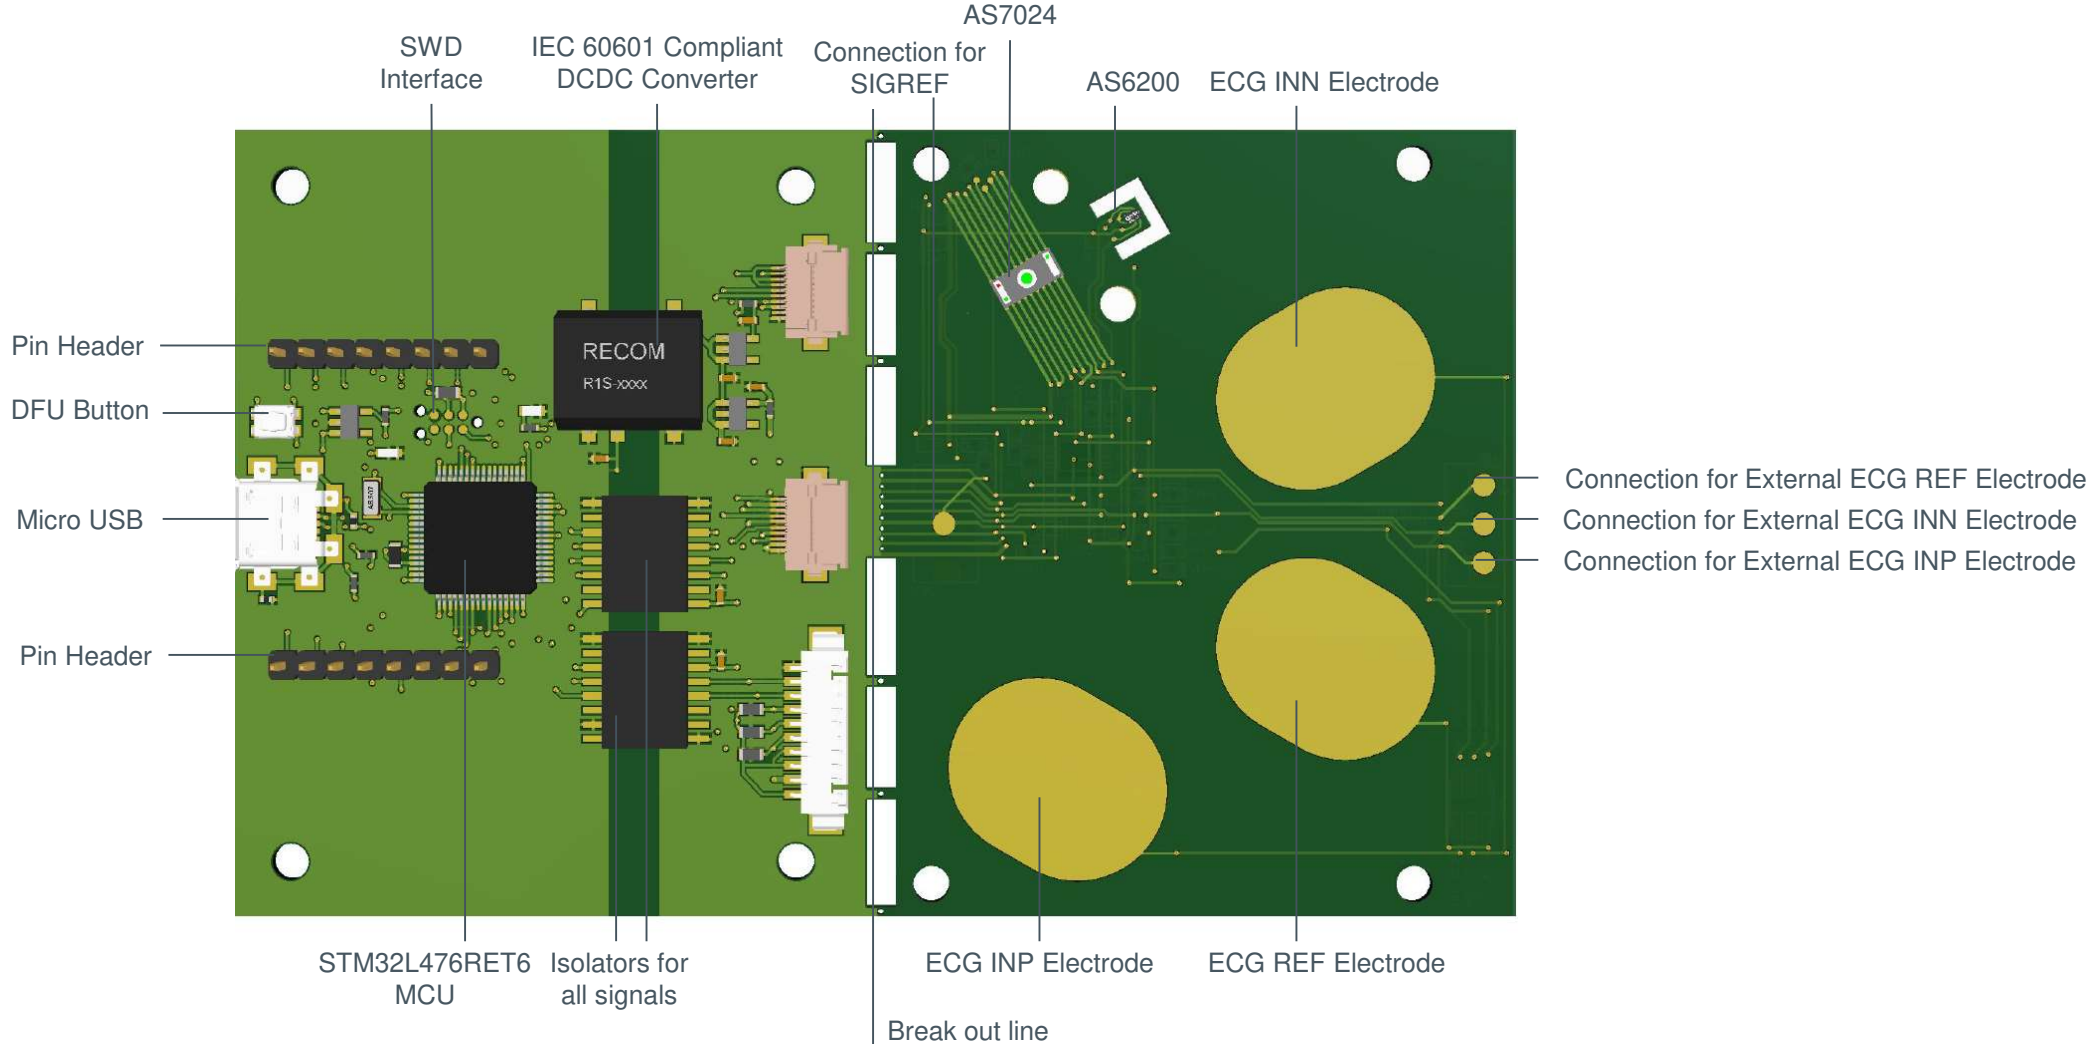 AS7024
SWD
Interface
IEC 60601 Compliant
DCDC Converter
Connection for
SIGREF
AS6200
ECG INN Electrode
RECOM
R1S-xxxx
Pin Header
DFU Button
Micro USB
Pin Header
Connection for External ECG REF Electrode
Connection for External ECG INN Electrode
Connection for External ECG INP Electrode
STM32L476RET6
MCU
Isolators for
all signals
ECG INP Electrode
ECG REF Electrode
Break out line